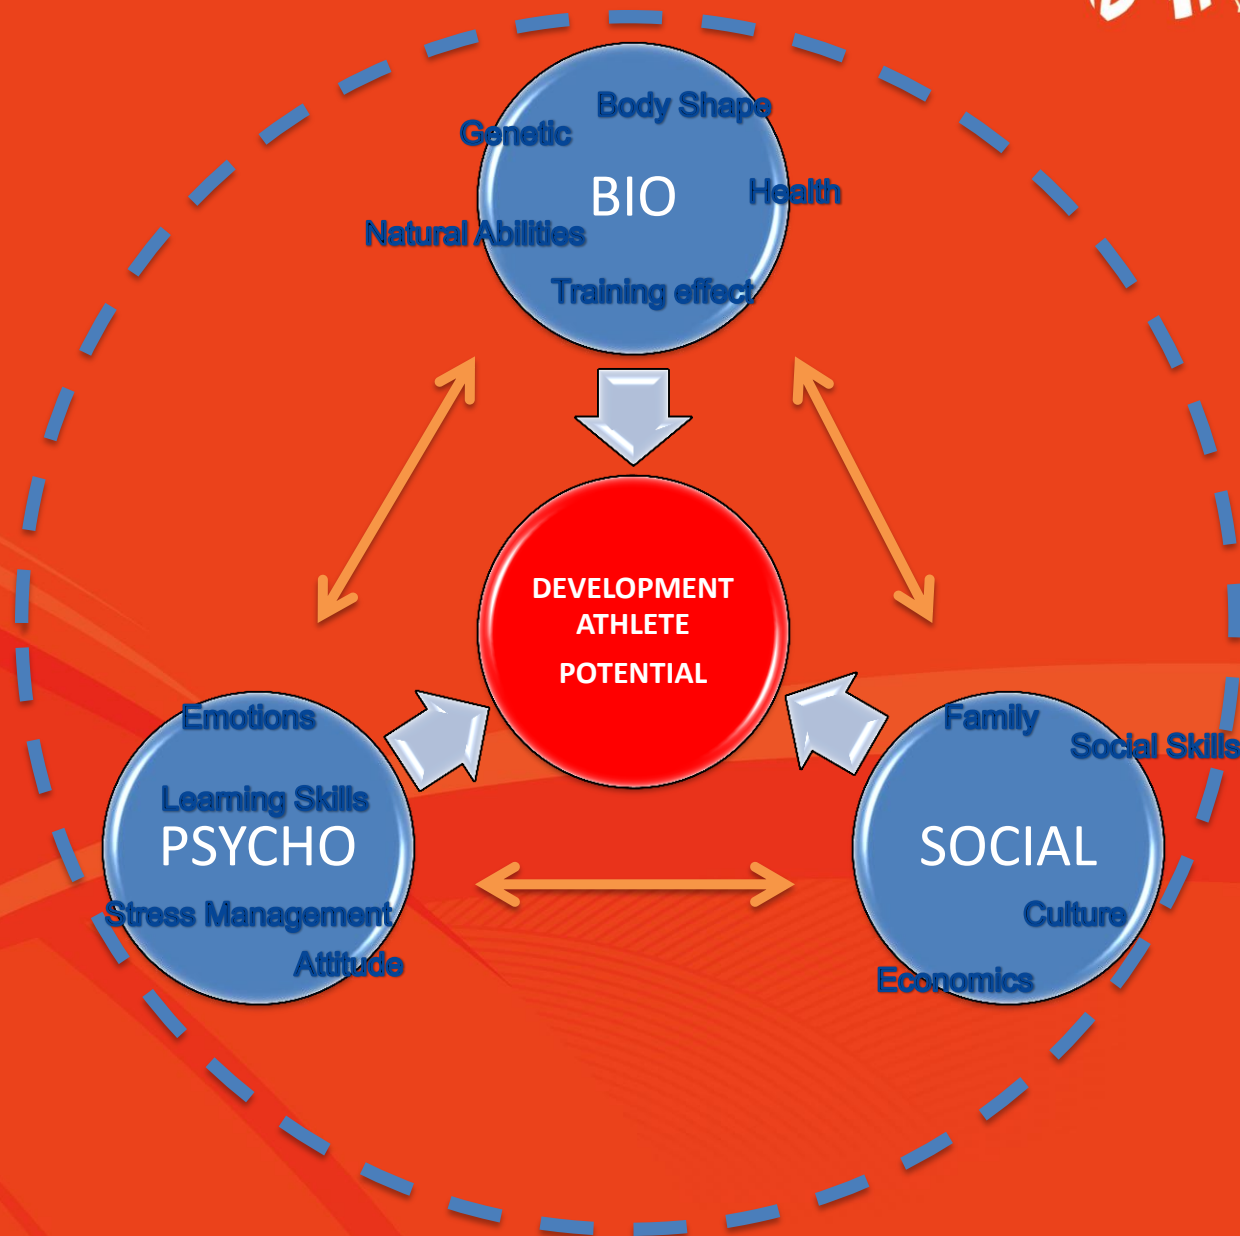 Body Shape
Genetic
BIO
Health
Natural Abilities
Training effect
DEVELOPMENT
ATHLETE
POTENTIAL
Emotions
Learning Skills
PSYCHO
Stress Management
Attitude
Family
Social Skills
SOCIAL
Culture
Economics